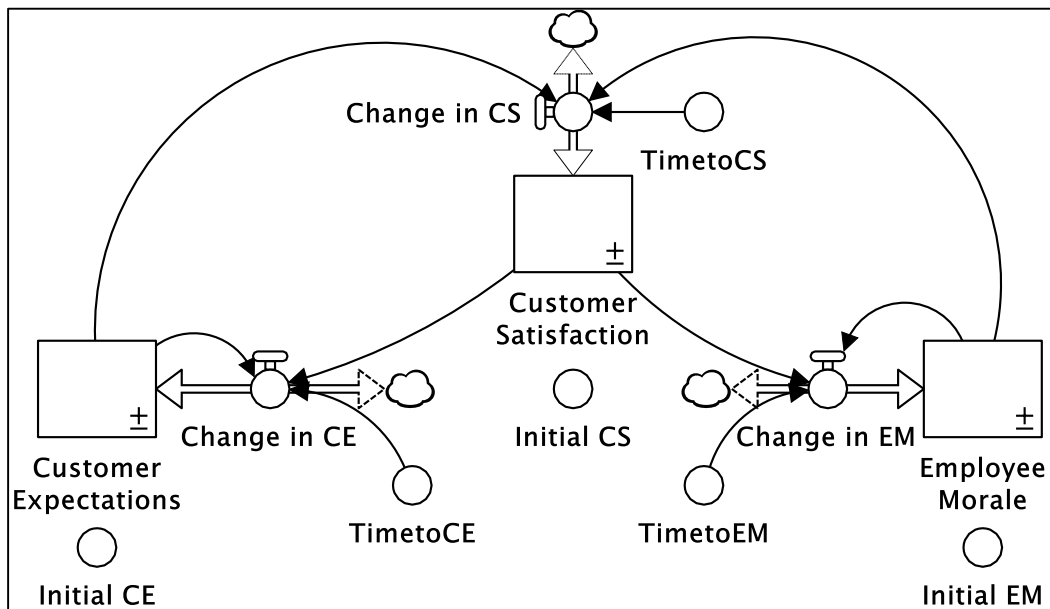 Change in CS
TimetoCS
Customer
Satisfaction
Change in CE
Initial CS
Change in EM
Customer
Expectations
Employee
Morale
TimetoCE
TimetoEM
Initial CE
Initial EM